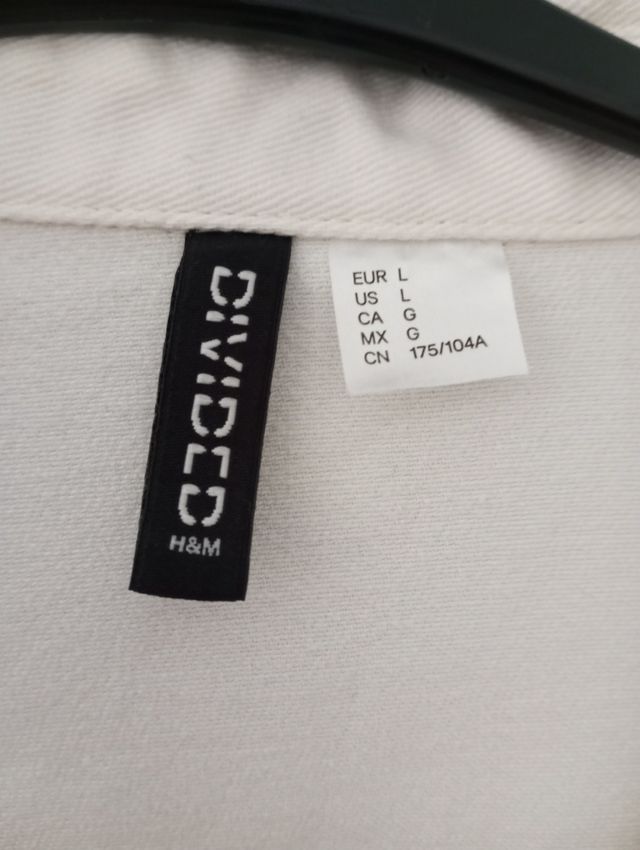 DIVIDED
H&M
EUR L
US L
CA G
MX G
CN 175/104A